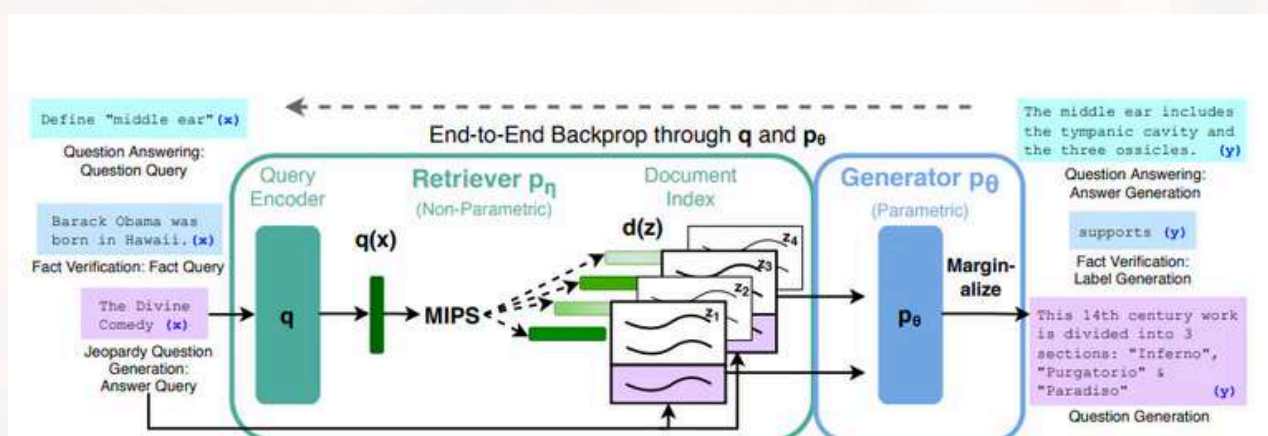 End-to-End Backprop through q and pθ
Define "middle ear" (x)
Question Answering:
Question Query
Barack Obama was
born in Hawaii. (x)
Fact Verification: Fact Query
The Divine
Comedy (x)
Jeopardy Question
Generation:
Answer Query
Query
Encoder
q
q(x)
Retriever pη
(Non-Parametric)
MIPS
Document
Index
d(z)
z4
z3
z2
z1
Generator pθ
(Parametric)
pθ
Margin-
alize
The middle ear includes
the tympanic cavity and
the three ossicles. (y)
Question Answering:
Answer Generation
supports (y)
Fact Verification:
Label Generation
This 14th century work
is divided into 3
sections: "Inferno",
"Purgatorio" &
"Paradiso" (y)
Question Generation